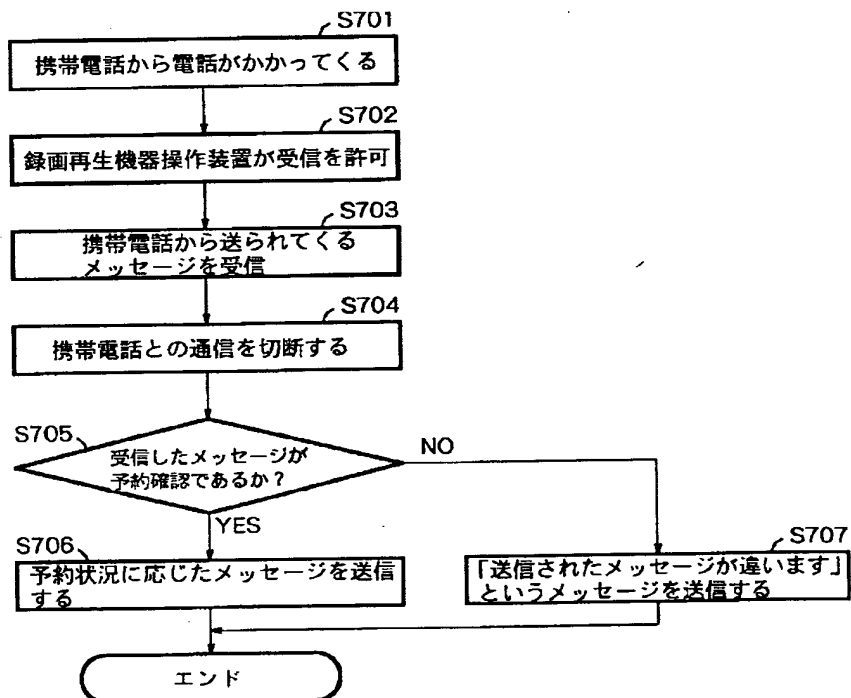 S701
携帯電話から電話がかかってくる
S702
録画再生機器操作装置が受信を許可
S703
携帯電話から送られてくる
メッセージを受信
S704
携帯電話との通信を切断する
S705
受信したメッセージが
予約確認であるか？
NO
YES
S706
予約状況に応じたメッセージを送信
する
S707
「送信されたメッセージが違います」
というメッセージを送信する
エンド